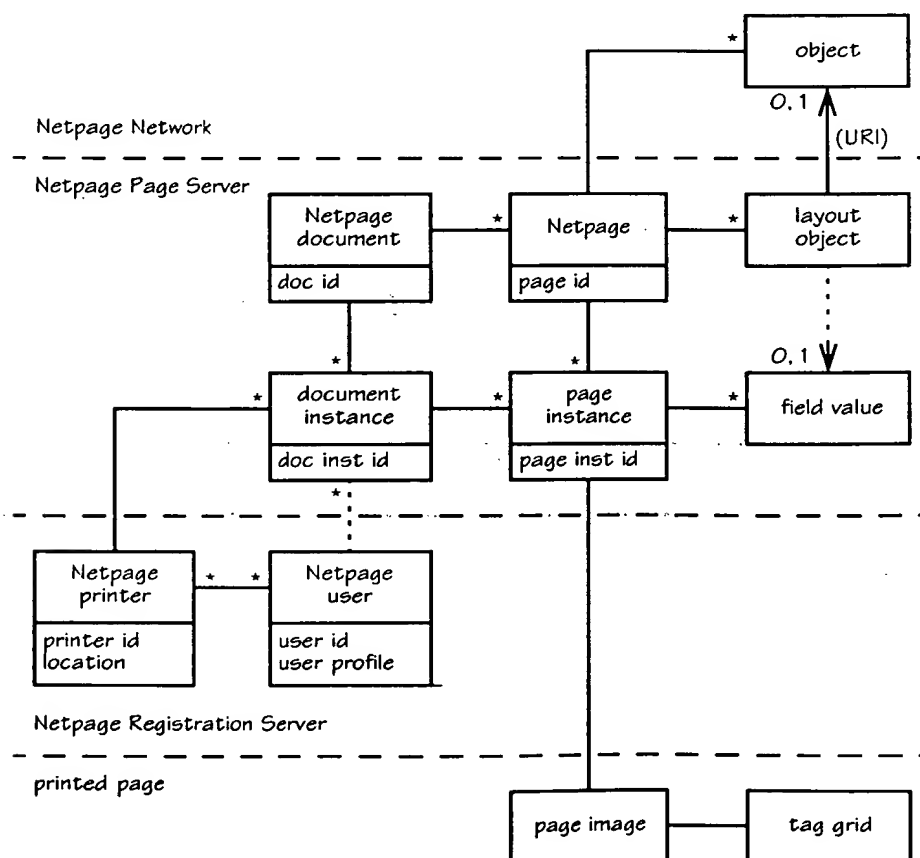 *
object
0, 1
(URI)
Netpage Network
Netpage Page Server
Netpage
document
*
Netpage
*
layout
object
doc id
page id
*
*
0, 1
*
document
instance
*
page
instance
*
field value
doc inst id
page inst id
*
Netpage
printer
*
*
Netpage
user
printer id
location
user id
user profile
Netpage Registration Server
printed page
page image
tag grid